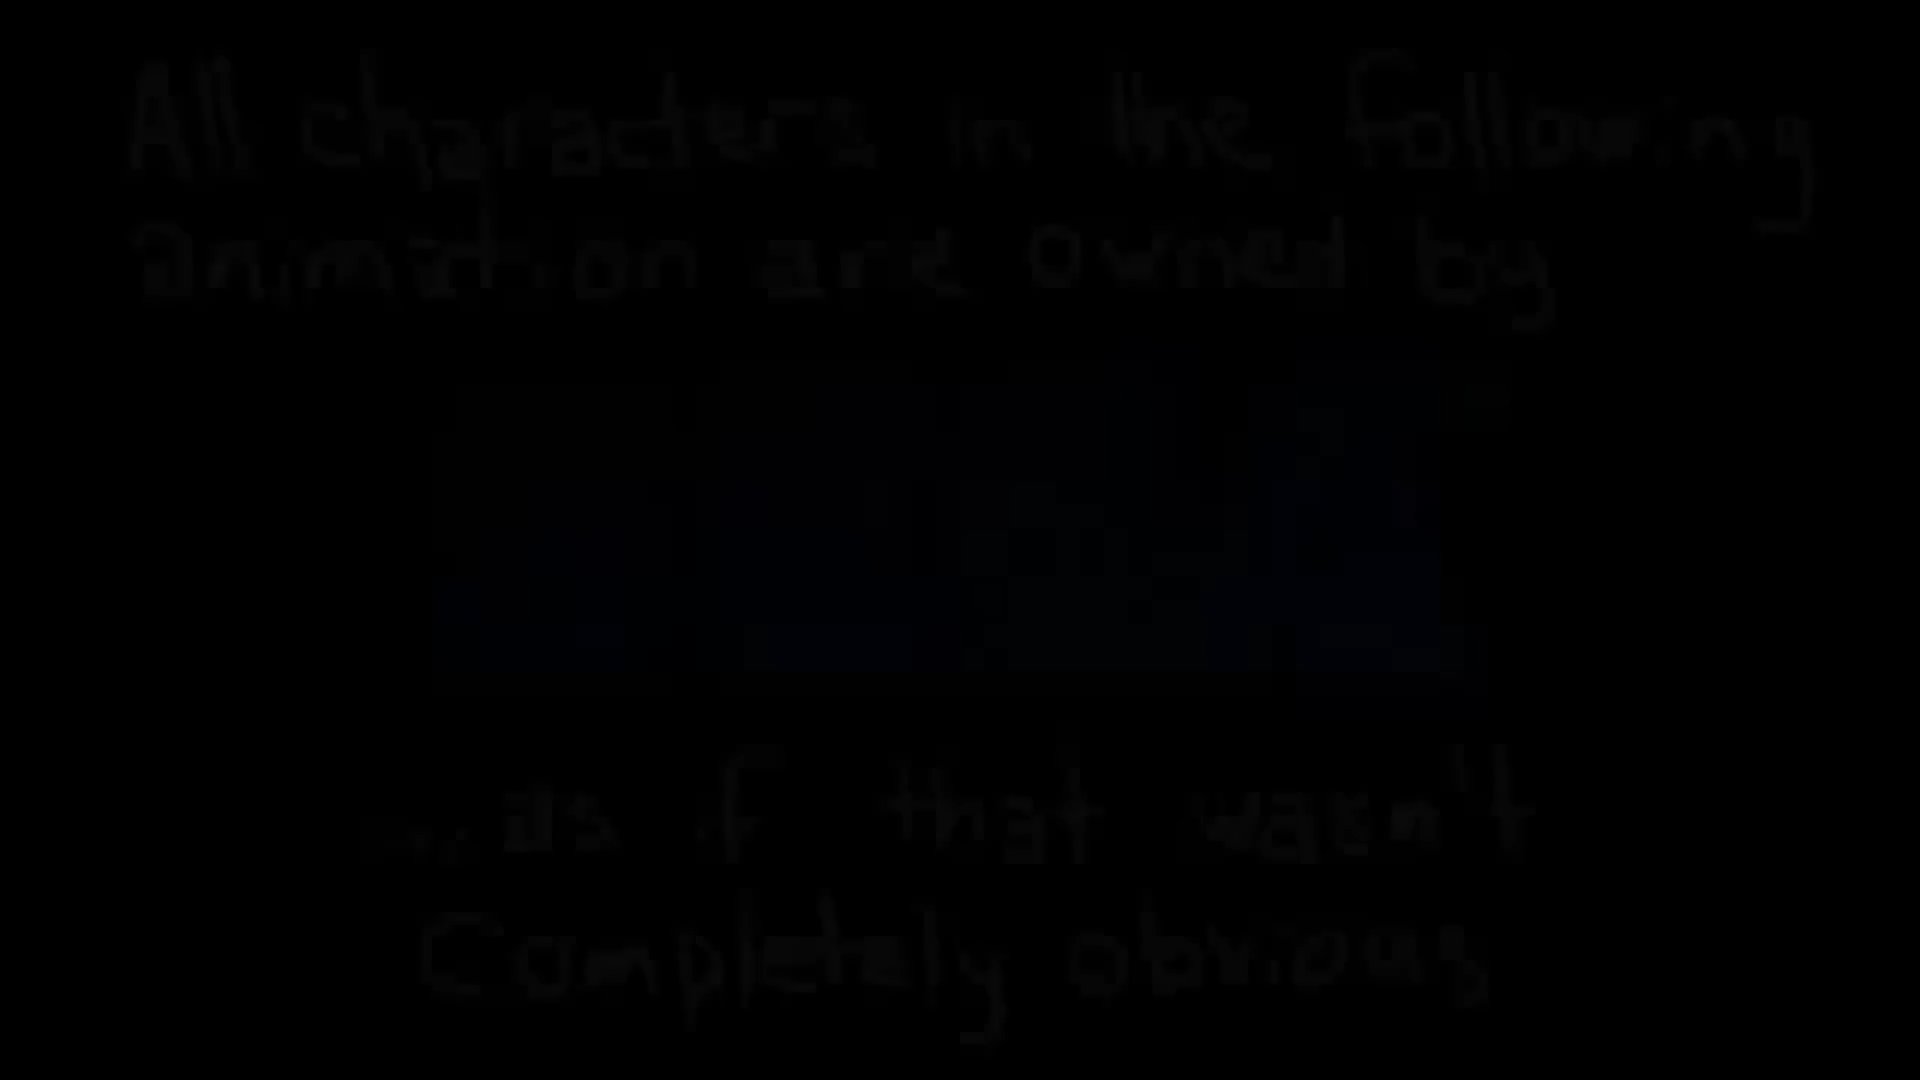 All characters in the following
animation are owned by
...as if that wasn't
Completely obvious